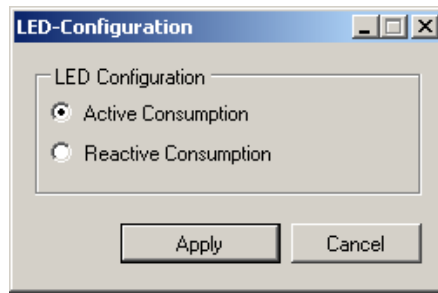 LED-Configuration
LED Configuration
Active Consumption
Reactive Consumption
Apply Cancel